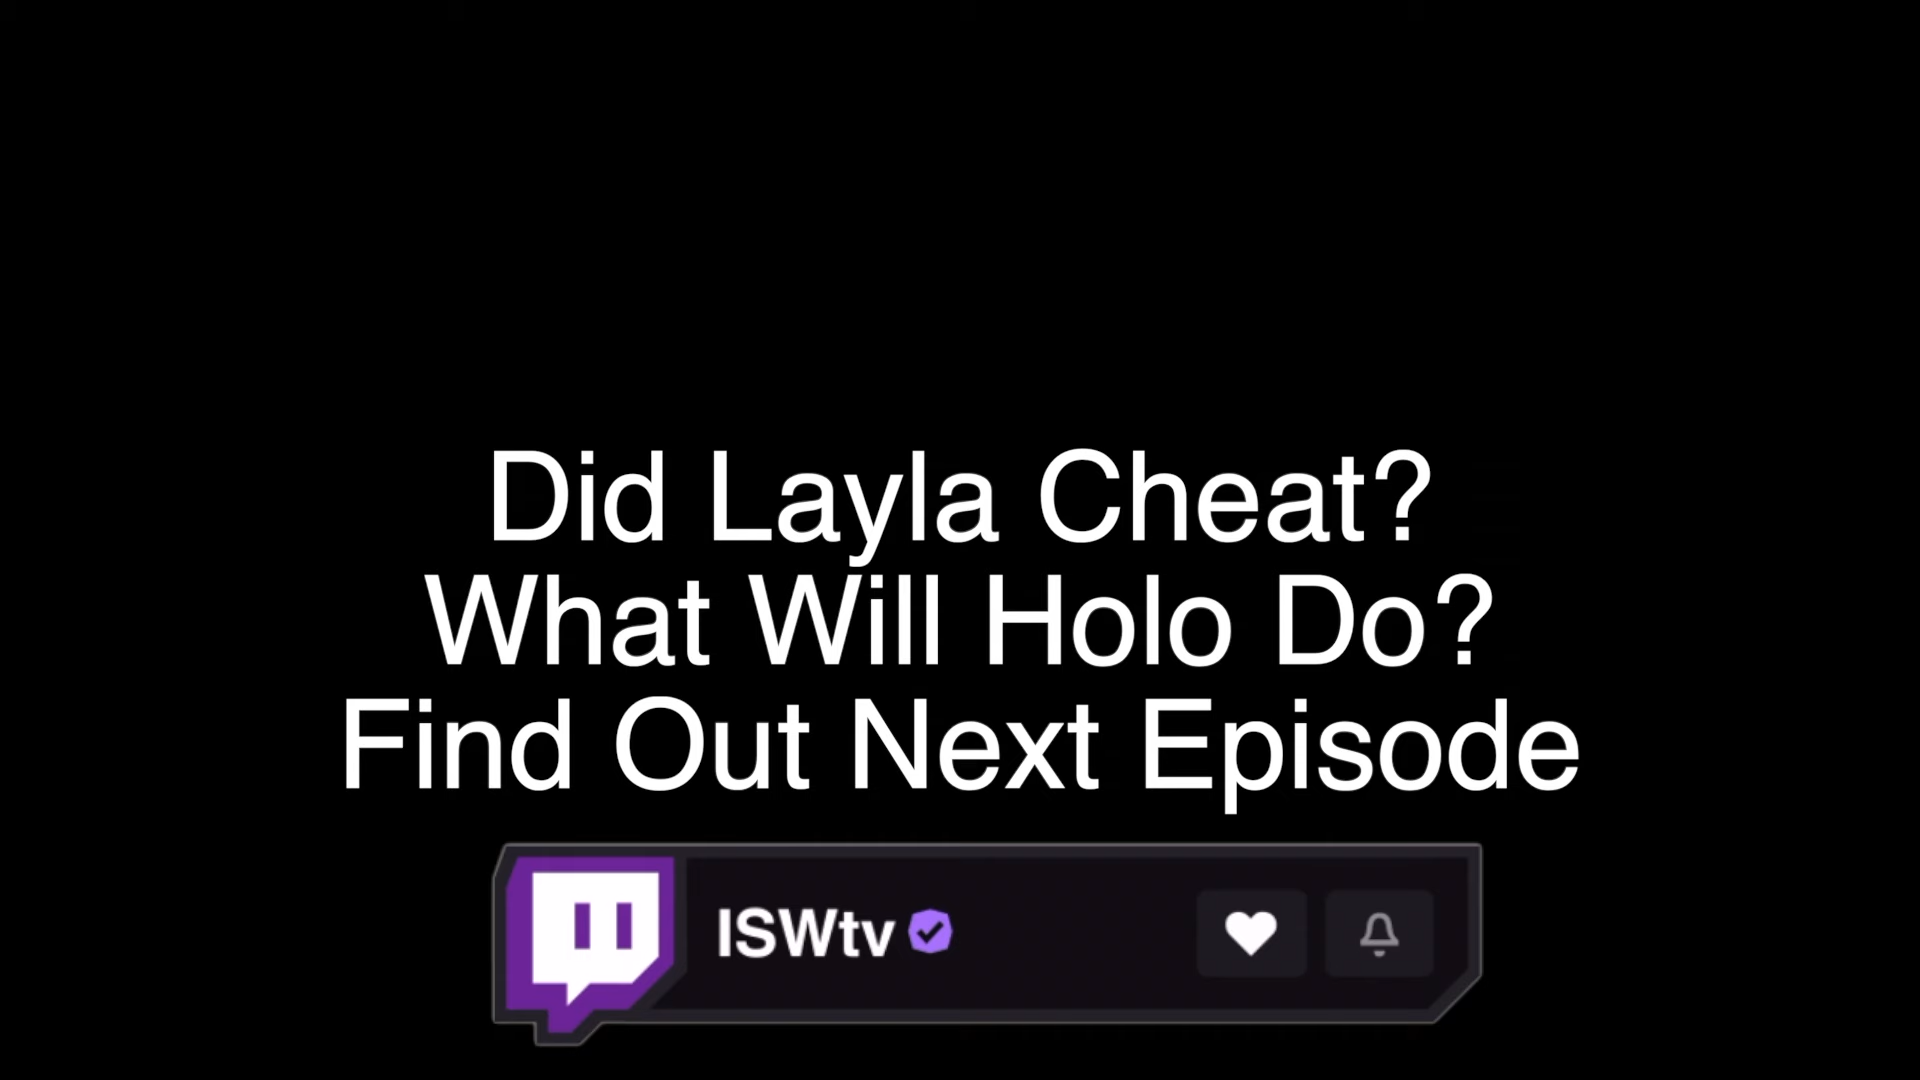 Did Layla Cheat?
What Will Holo Do?
Find Out Next Episode
ISWtv